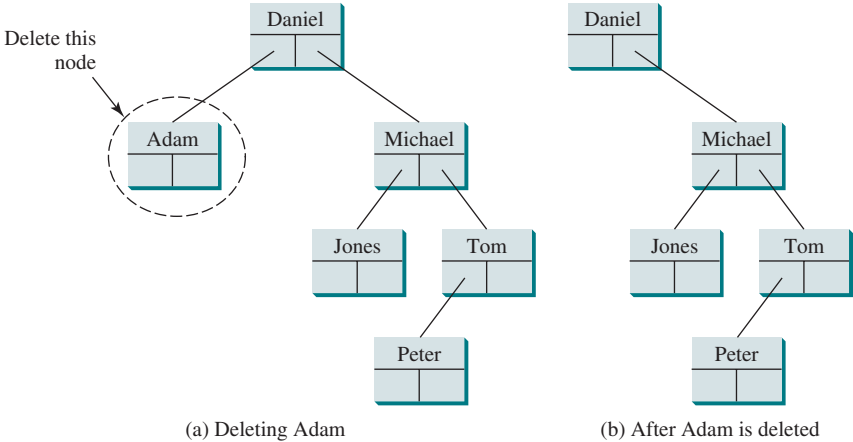 Delete this
node
Daniel
Adam
Michael
Jones
Tom
Peter
(a) Deleting Adam
Daniel
Michael
Jones
Tom
Peter
(b) After Adam is deleted